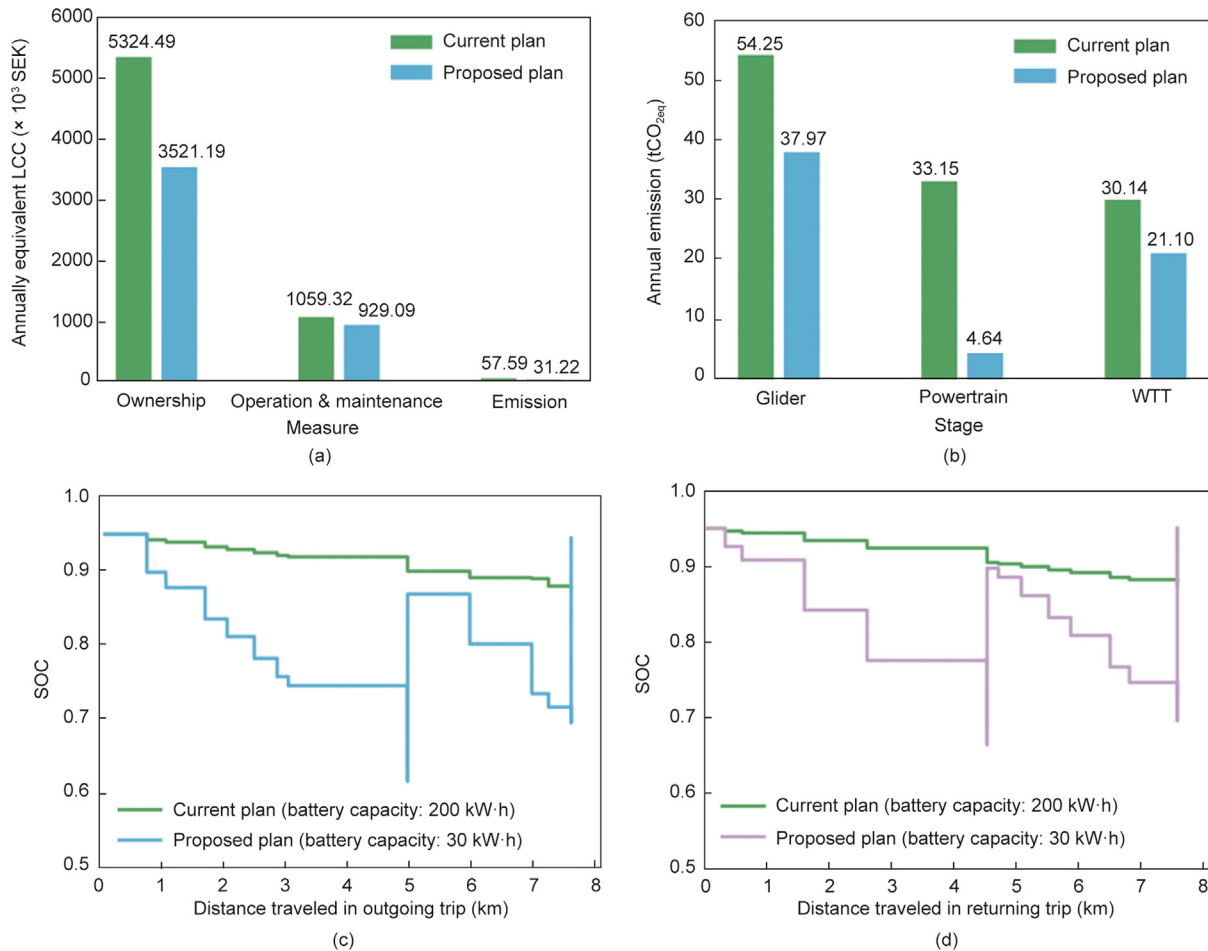 Annually equivalent LCC (× 10³ SEK)
6000
5000
4000
3000
2000
1000
0
5324.49
3521.19
1059.32
929.09
57.59
31.22
Current plan
Proposed plan
Ownership
Operation & maintenance
Emission
Measure
(a)
Annual emission (tCO₂eq)
60
50
40
30
20
10
0
54.25
37.97
33.15
4.64
30.14
21.10
Current plan
Proposed plan
Glider
Powertrain
WTT
Stage
(b)
SOC
1.0
0.9
0.8
0.7
0.6
0.5
Current plan (battery capacity: 200 kW·h)
Proposed plan (battery capacity: 30 kW·h)
0 1 2 3 4 5 6 7 8
Distance traveled in outgoing trip (km)
(c)
SOC
1.0
0.9
0.8
0.7
0.6
0.5
Current plan (battery capacity: 200 kW·h)
Proposed plan (battery capacity: 30 kW·h)
0 1 2 3 4 5 6 7 8
Distance traveled in returning trip (km)
(d)